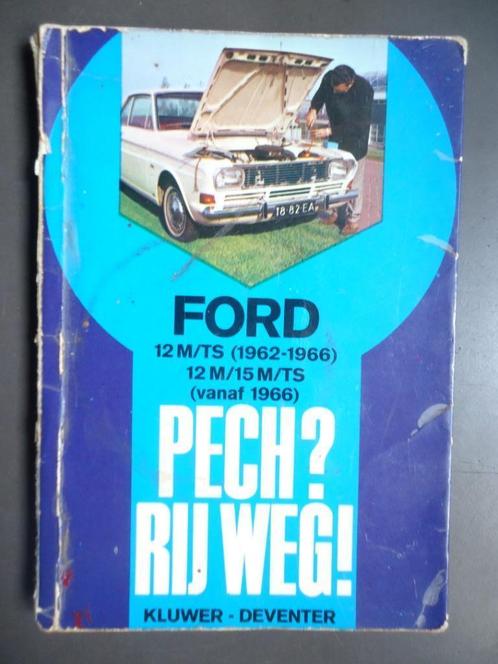 18-82-EA
FORD
12 M/TS (1962-1966)
12 M/15 M/TS
(vanaf 1966)
PECH?
RIJ WEG!
KLUWER - DEVENTER